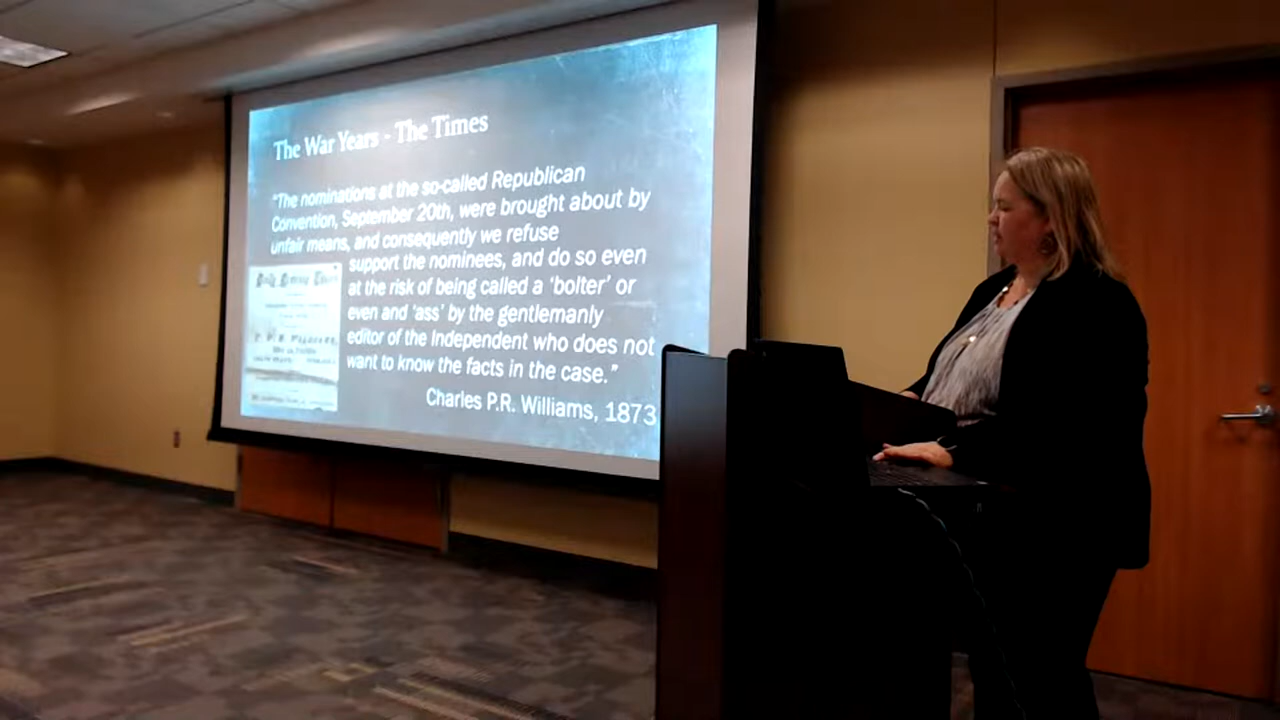 The War Years - The Times
"The nominations at the so-called Republican
Convention, September 20th, were brought about by
unfair means, and consequently we refuse
support the nominees, and do so even
at the risk of being called a 'bolter' or
even and 'ass' by the gentlemanly
editor of the Independent who does not
want to know the facts in the case."
Charles P.R. Williams, 1873